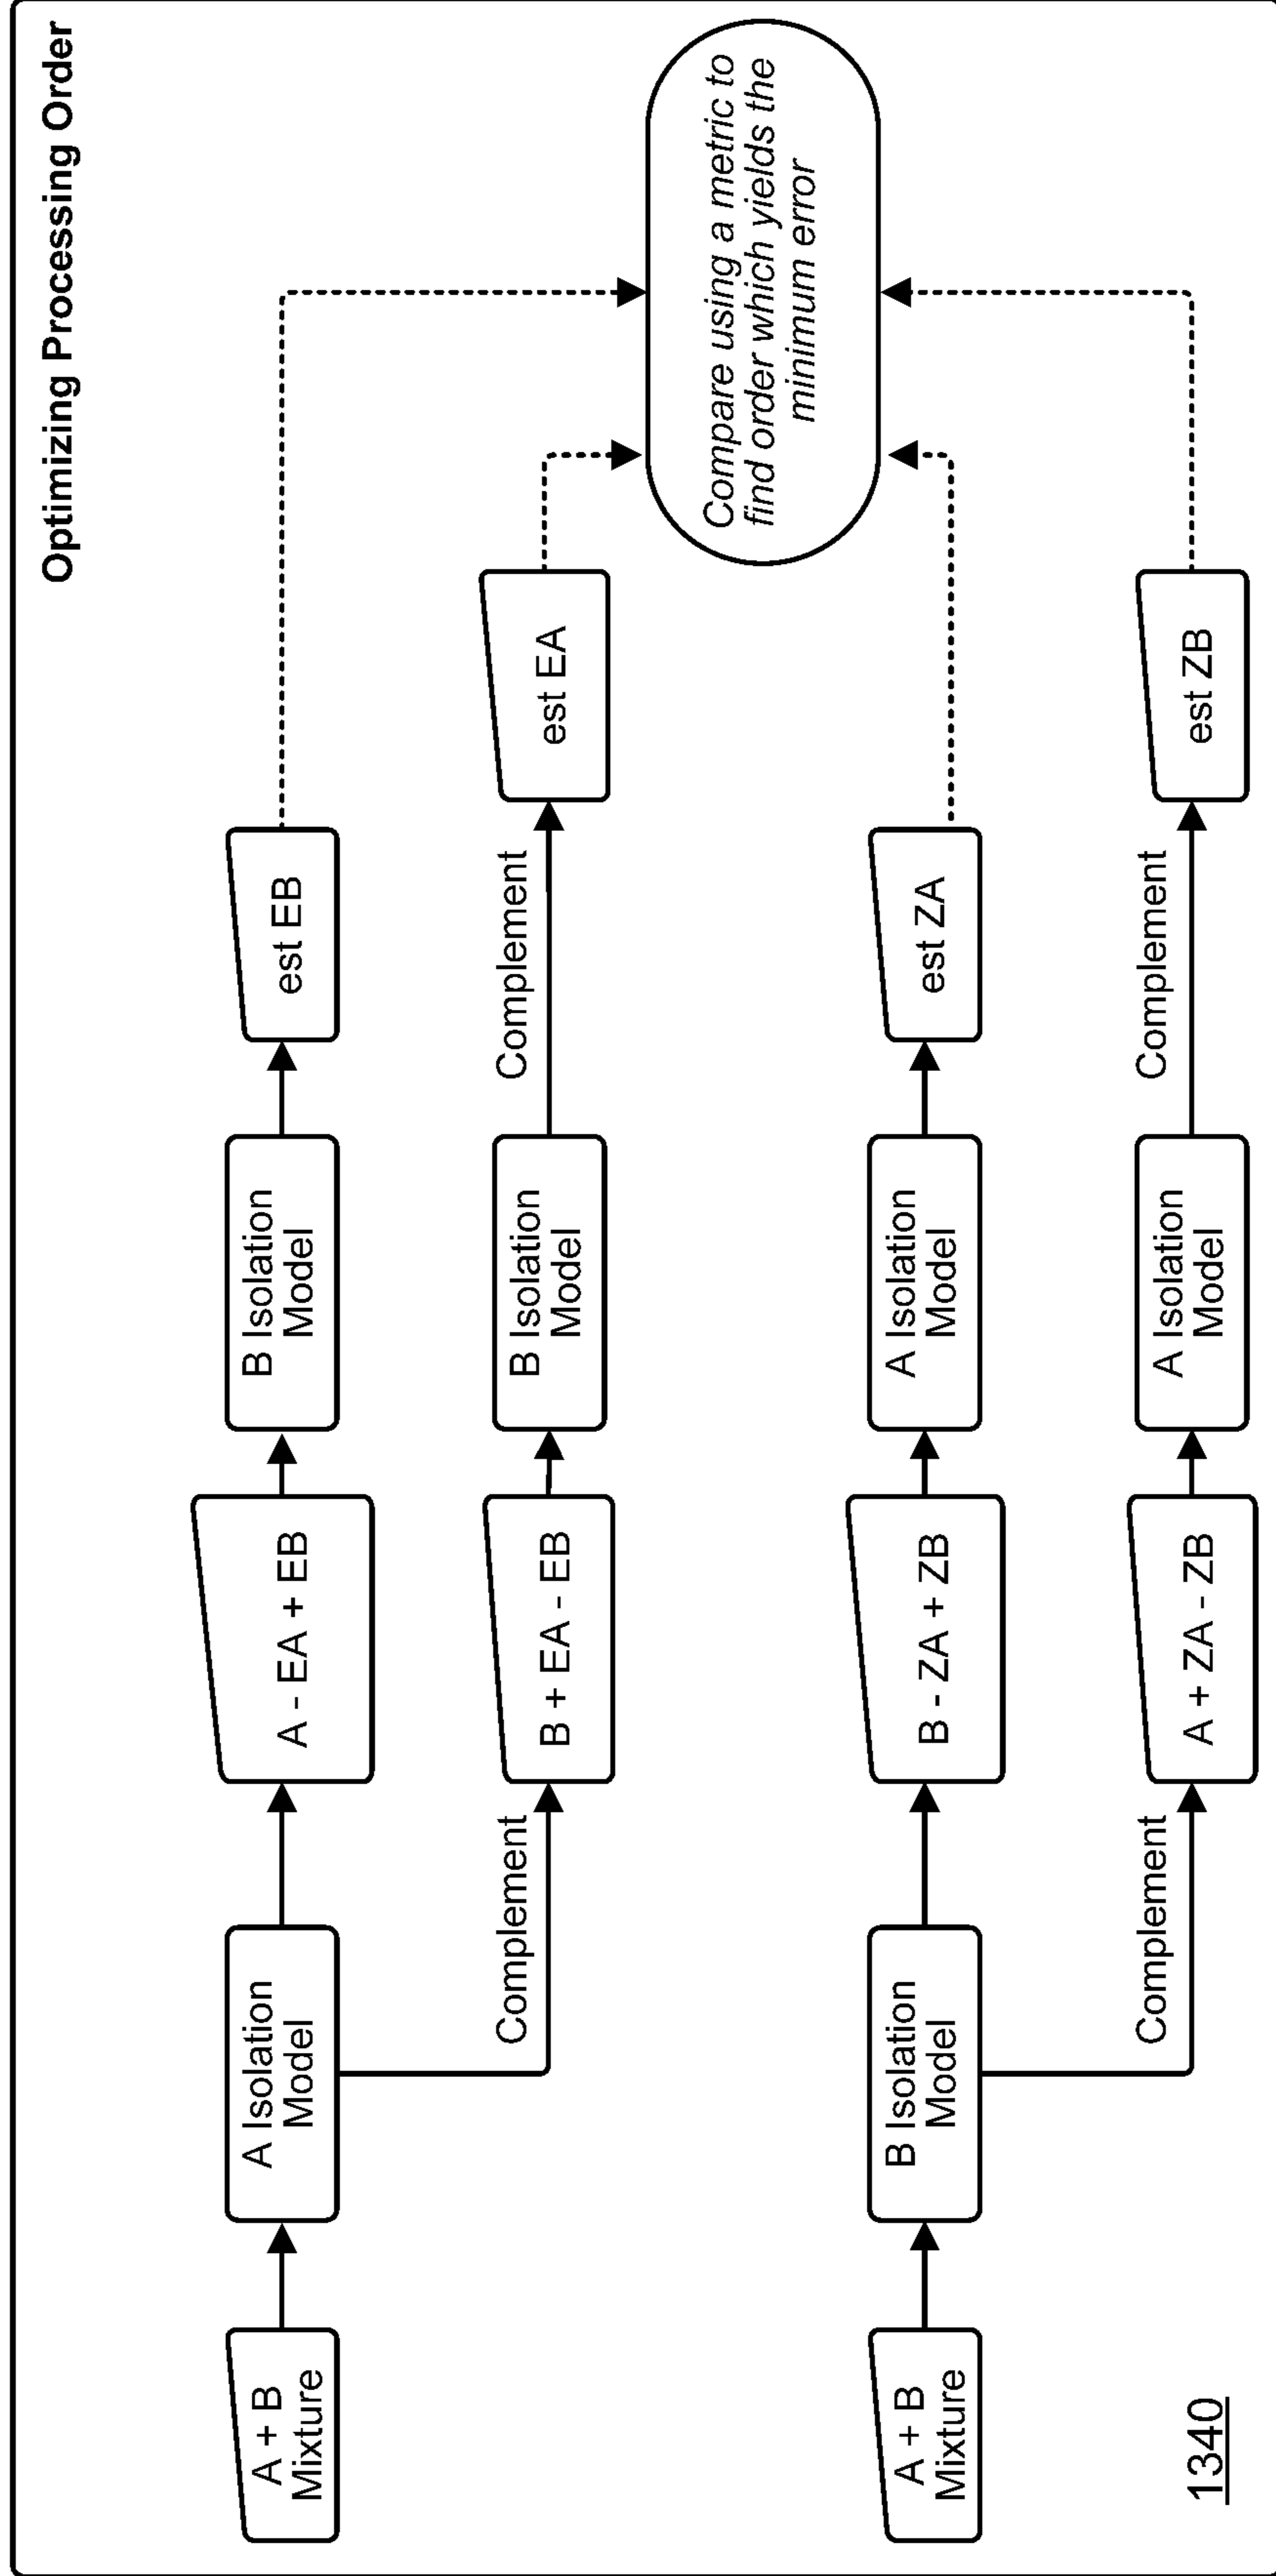 Optimizing Processing Order
A + B
Mixture
A Isolation
Model
A - EA + EB
B Isolation
Model
est EB
Complement
B + EA - EB
B Isolation
Model
Complement
est EA
Compare using a metric to
find order which yields the
minimum error
A + B
Mixture
B Isolation
Model
B - ZA + ZB
A Isolation
Model
est ZA
Complement
A + ZA - ZB
A Isolation
Model
Complement
est ZB
1340